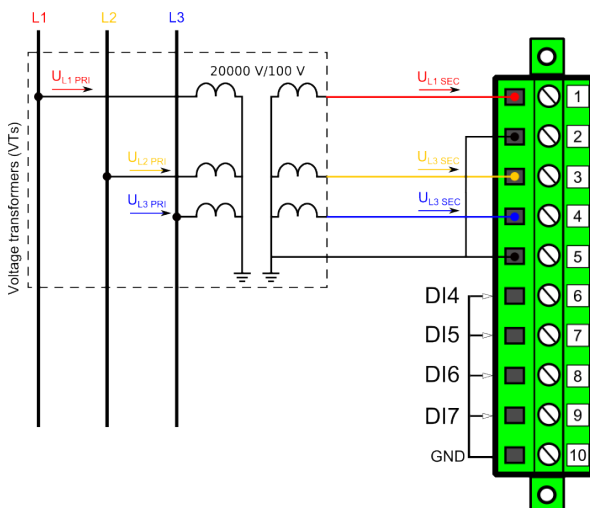 L1 L2 L3
20000 V/100 V
U L1 PRI
U L1 SEC
U L2 PRI
U L3 SEC
U L3 PRI
U L3 SEC
Voltage transformers (VTs)
1
2
3
4
5
DI4 6
DI5 7
DI6 8
DI7 9
GND 10